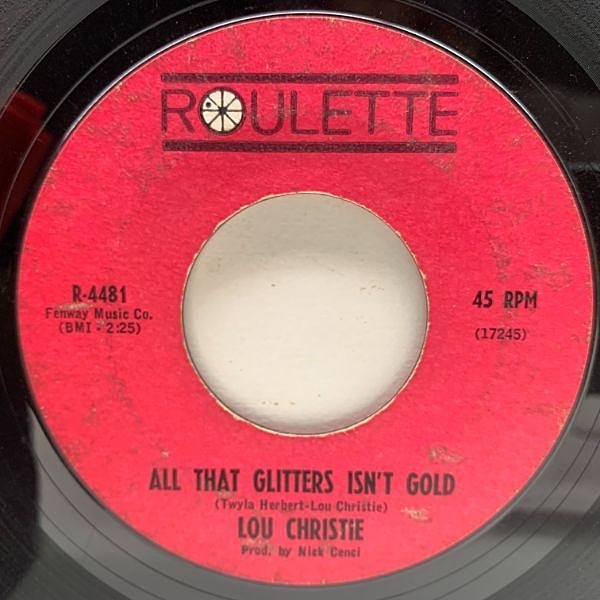 ROULETTE
R-4481
Fenway Music Co.
(BMI - 2:25)
45 RPM
(17245)
ALL THAT GLITTERS ISN'T GOLD
(Twyla Herbert-Lou Christie)
LOU CHRISTIE
Prod. by Nick Cenci